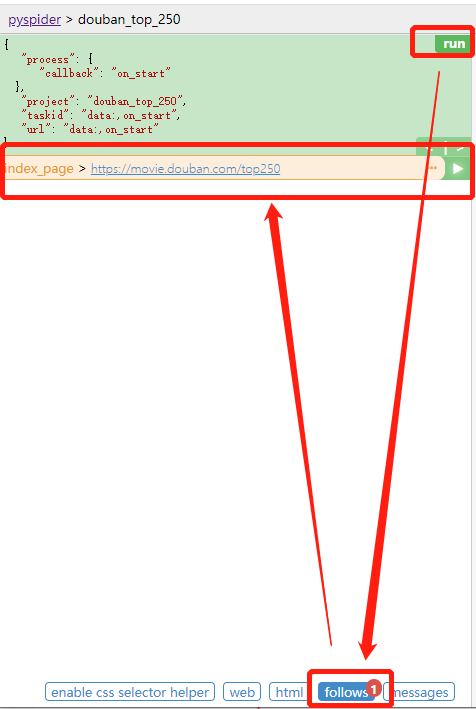 pyspider > douban_top_250
run
{
"process": {
"callback": "on_start"
},
"project": "douban_top_250",
"taskid": "data:,on_start",
"url": "data:,on_start"
}
< | >
index_page > https://movie.douban.com/top250
enable css selector helper web html follows 1 messages